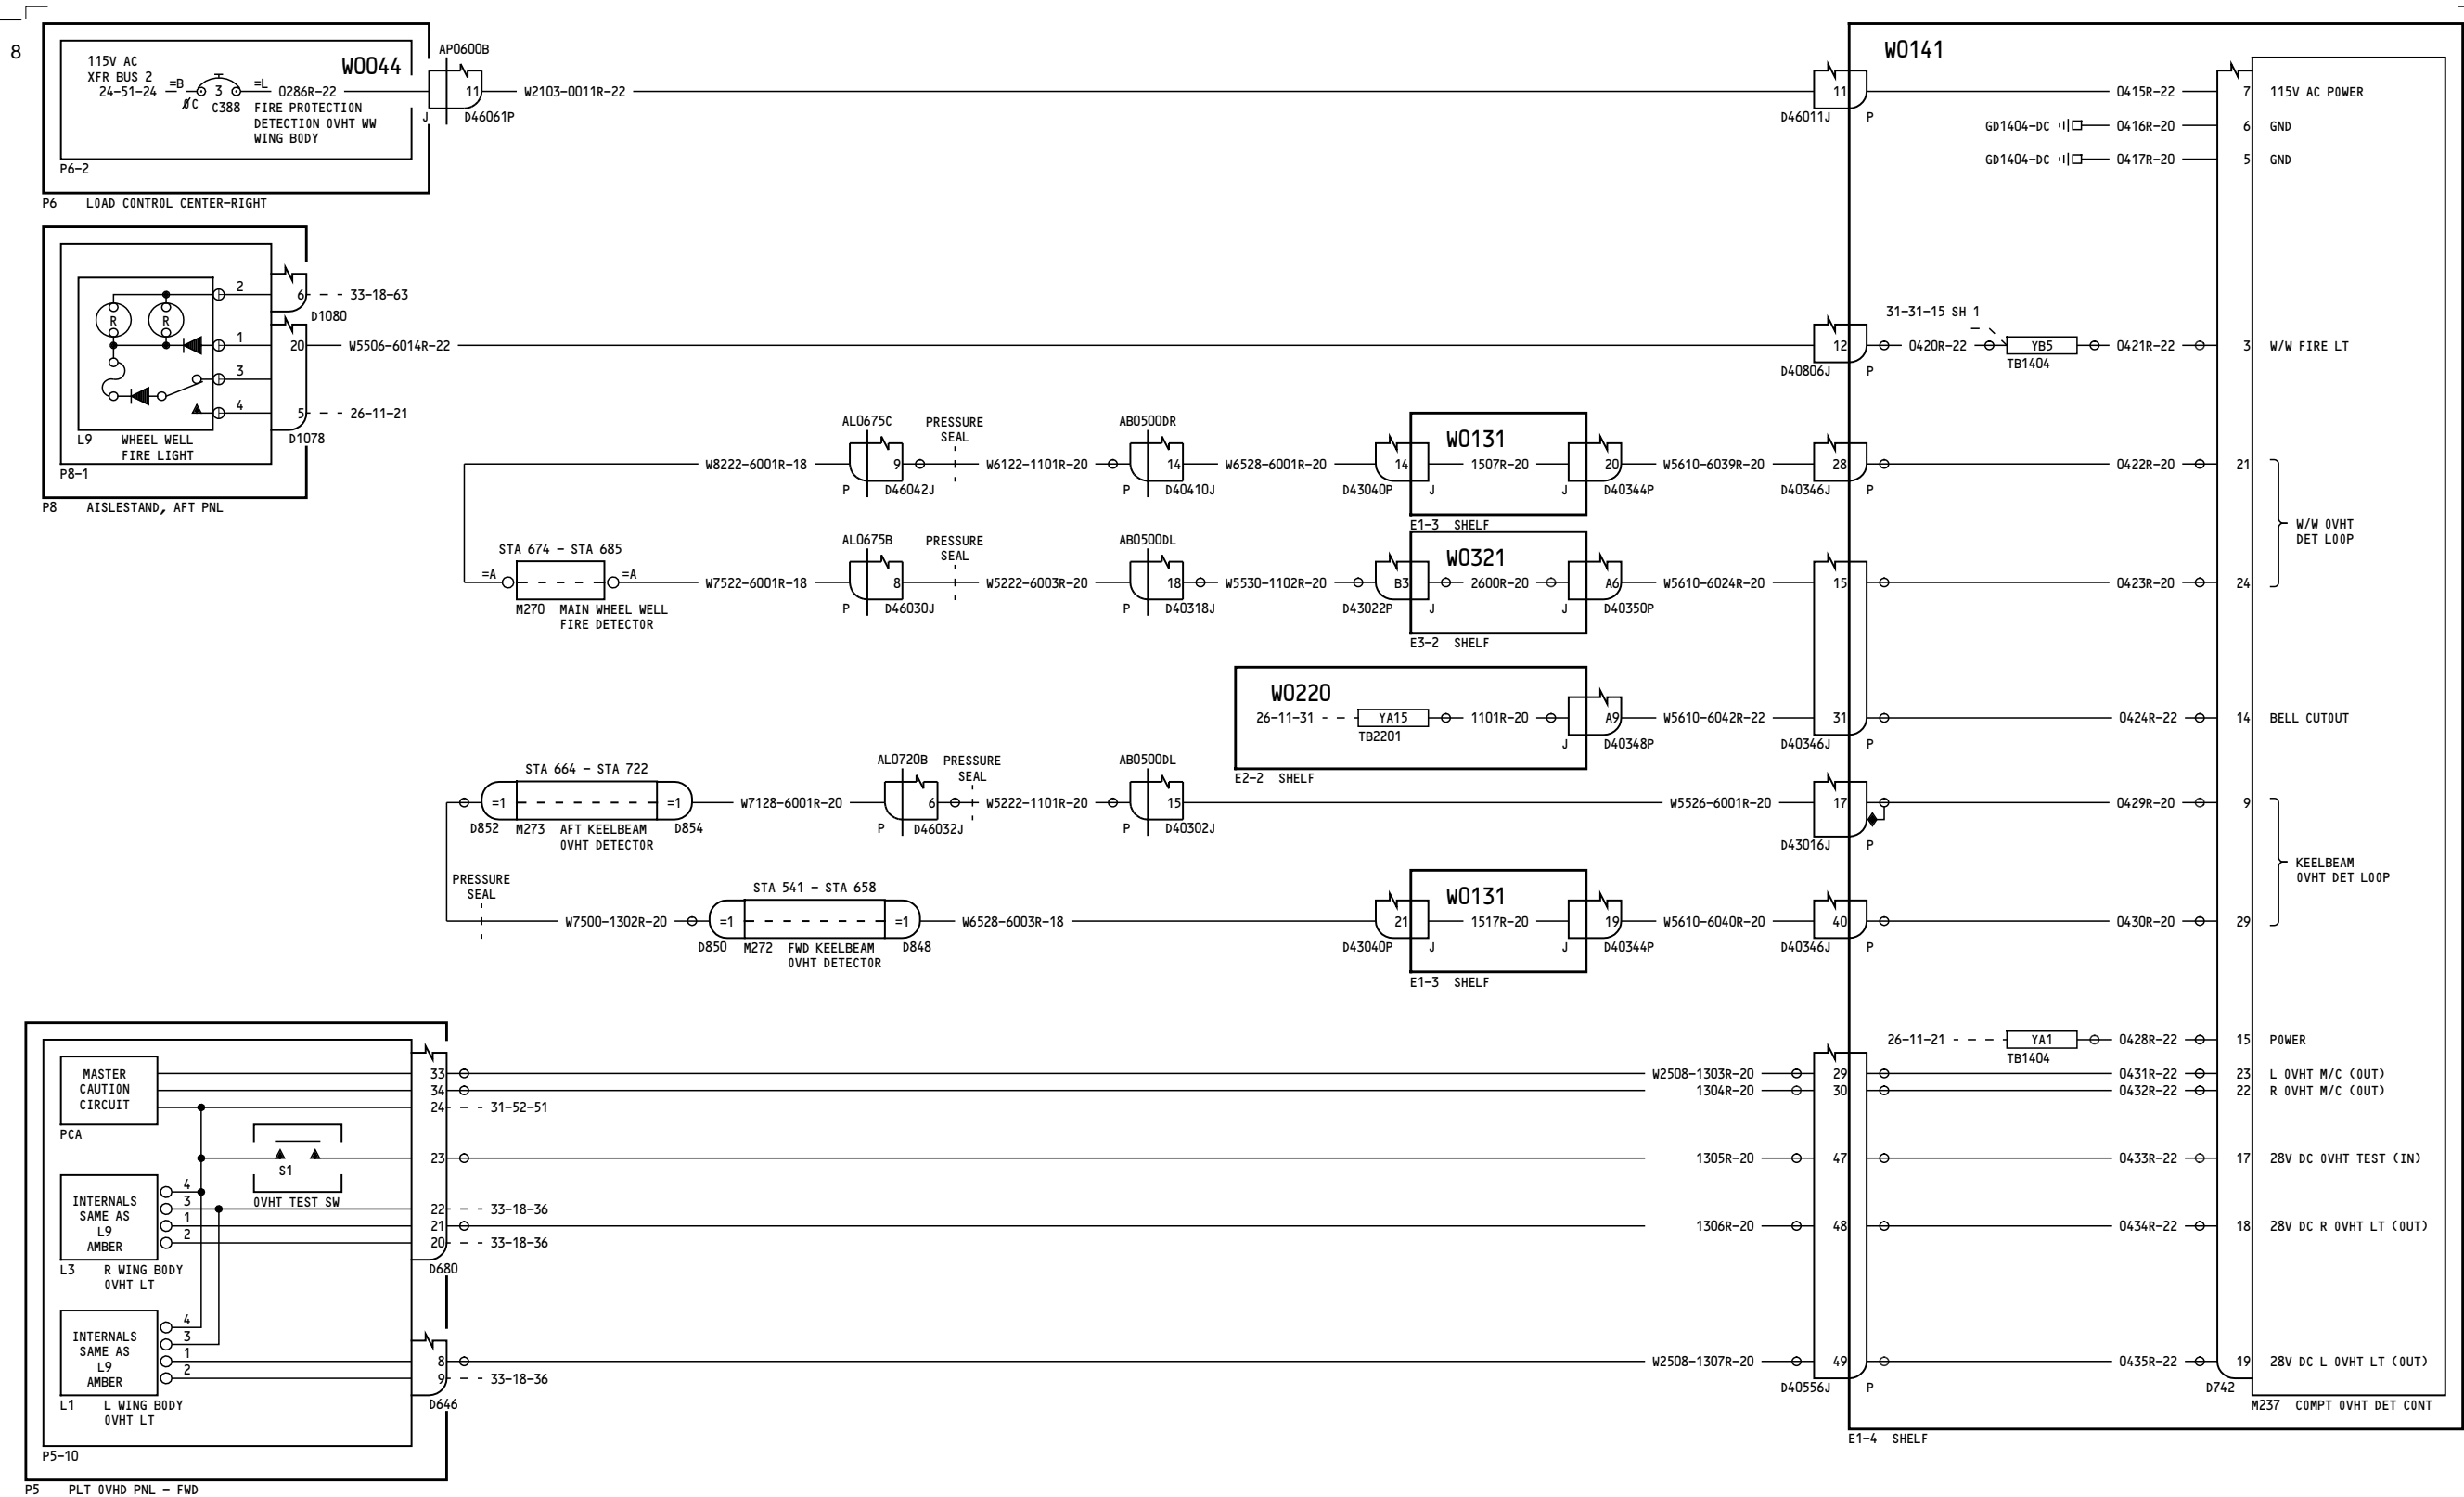 8
115V AC
XFR BUS 2
24-51-24
=B
ØC
3
C388
=L
0286R-22
FIRE PROTECTION
DETECTION OVHT WW
WING BODY
W0044
P6-2
P6 LOAD CONTROL CENTER-RIGHT
AP0600B
11
J
D46061P
W2103-0011R-22
11
D46011J
P
W0141
0415R-22
7
115V AC POWER
GD1404-DC
0416R-20
6
GND
GD1404-DC
0417R-20
5
GND
R
R
2
1
3
4
L9 WHEEL WELL
FIRE LIGHT
P8-1
P8 AISLESTAND, AFT PNL
6
33-18-63
D1080
20
W5506-6014R-22
5
26-11-21
D1078
12
D40806J
P
31-31-15 SH 1
0420R-22
YB5
TB1404
0421R-22
3
W/W FIRE LT
W8222-6001R-18
AL0675C
9
P
D46042J
PRESSURE
SEAL
W6122-1101R-20
AB0500DR
14
P
D40410J
W6528-6001R-20
14
D43040P
J
W0131
1507R-20
J
20
D40344P
E1-3 SHELF
W5610-6039R-20
28
D40346J
P
0422R-20
21
W/W OVHT
DET LOOP
STA 674 - STA 685
=A
=A
M270 MAIN WHEEL WELL
FIRE DETECTOR
W7522-6001R-18
AL0675B
8
P
D46030J
PRESSURE
SEAL
W5222-6003R-20
AB0500DL
18
P
D40318J
W5530-1102R-20
B3
D43022P
J
W0321
2600R-20
J
A6
D40350P
E3-2 SHELF
W5610-6024R-20
15
0423R-20
24
W0220
26-11-31
YA15
TB2201
1101R-20
J
A9
D40348P
E2-2 SHELF
W5610-6042R-22
31
D40346J
P
0424R-22
14
BELL CUTOUT
STA 664 - STA 722
=1
=1
D852
M273 AFT KEELBEAM
OVHT DETECTOR
D854
W7128-6001R-20
AL0720B
6
P
D46032J
PRESSURE
SEAL
W5222-1101R-20
AB0500DL
15
P
D40302J
W5526-6001R-20
17
D43016J
P
0429R-20
9
KEELBEAM
OVHT DET LOOP
PRESSURE
SEAL
W7500-1302R-20
STA 541 - STA 658
=1
=1
D850
M272 FWD KEELBEAM
OVHT DETECTOR
D848
W6528-6003R-18
21
D43040P
J
W0131
1517R-20
J
19
D40344P
E1-3 SHELF
W5610-6040R-20
40
D40346J
P
0430R-20
29
26-11-21
YA1
TB1404
0428R-22
15
POWER
MASTER
CAUTION
CIRCUIT
PCA
33
34
24
31-52-51
W2508-1303R-20
29
0431R-22
23
L OVHT M/C (OUT)
1304R-20
30
0432R-22
22
R OVHT M/C (OUT)
S1
OVHT TEST SW
23
1305R-20
47
0433R-22
17
28V DC OVHT TEST (IN)
INTERNALS
SAME AS
L9
AMBER
4
3
1
2
L3 R WING BODY
OVHT LT
22
33-18-36
21
20
33-18-36
D680
1306R-20
48
0434R-22
18
28V DC R OVHT LT (OUT)
INTERNALS
SAME AS
L9
AMBER
4
3
1
2
L1 L WING BODY
OVHT LT
8
9
33-18-36
D646
W2508-1307R-20
49
D40556J
P
0435R-22
19
28V DC L OVHT LT (OUT)
D742
M237 COMPT OVHT DET CONT
E1-4 SHELF
P5-10
P5 PLT OVHD PNL - FWD